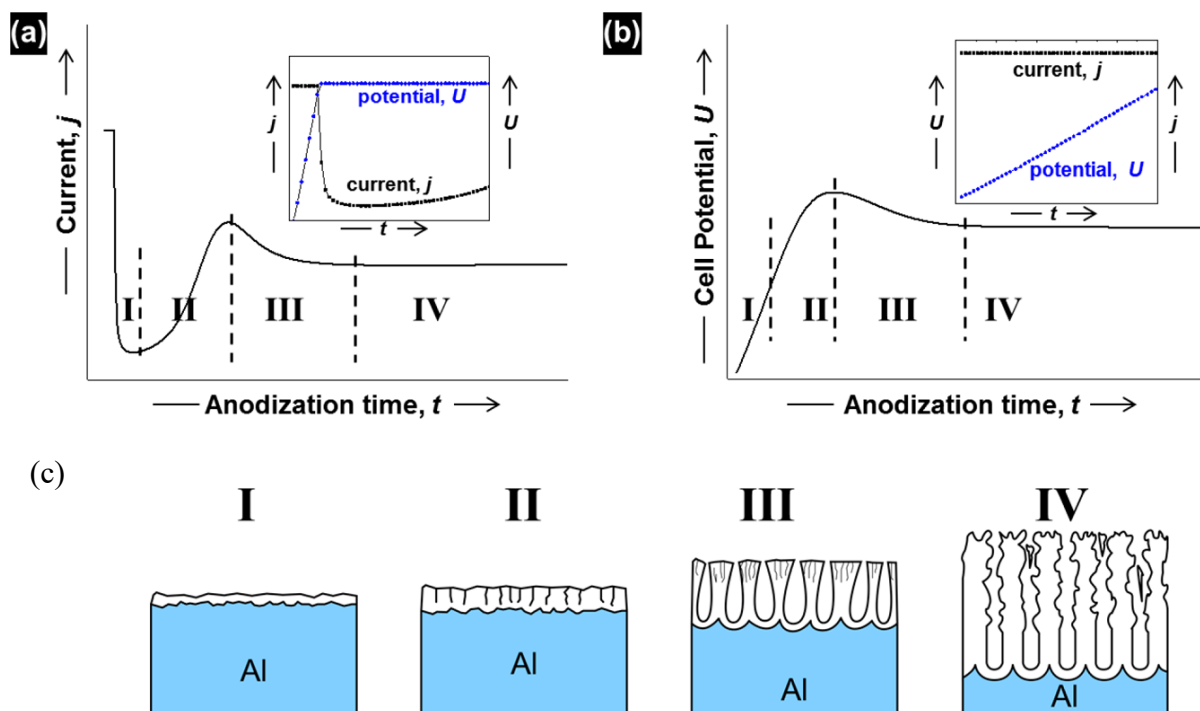 (a)
Current, j
j
potential, U
U
current, j
t
I
II
III
IV
Anodization time, t
(b)
Cell Potential, U
U
current, j
j
potential, U
t
I
II
III
IV
Anodization time, t
(c)
I
II
III
IV
Al
Al
Al
Al